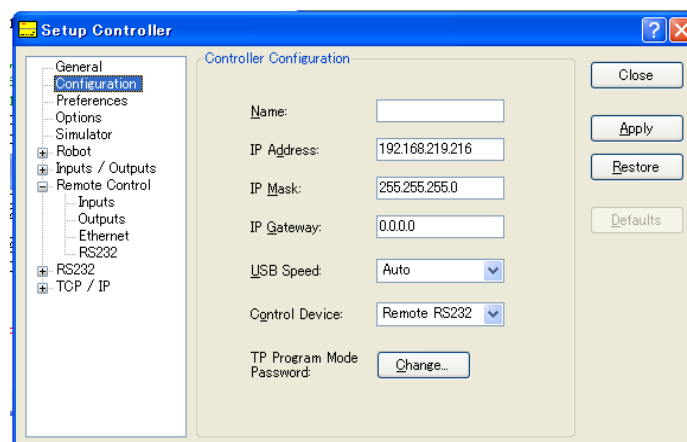 Setup Controller
General
Configuration
Preferences
Options
Simulator
Robot
Inputs / Outputs
Remote Control
Inputs
Outputs
Ethernet
RS232
RS232
TCP / IP
Controller Configuration
Name:
IP Address: 192.168.219.216
IP Mask: 255.255.255.0
IP Gateway: 0.0.0.0
USB Speed: Auto
Control Device: Remote RS232
TP Program Mode
Password: Change...
Close
Apply
Restore
Defaults